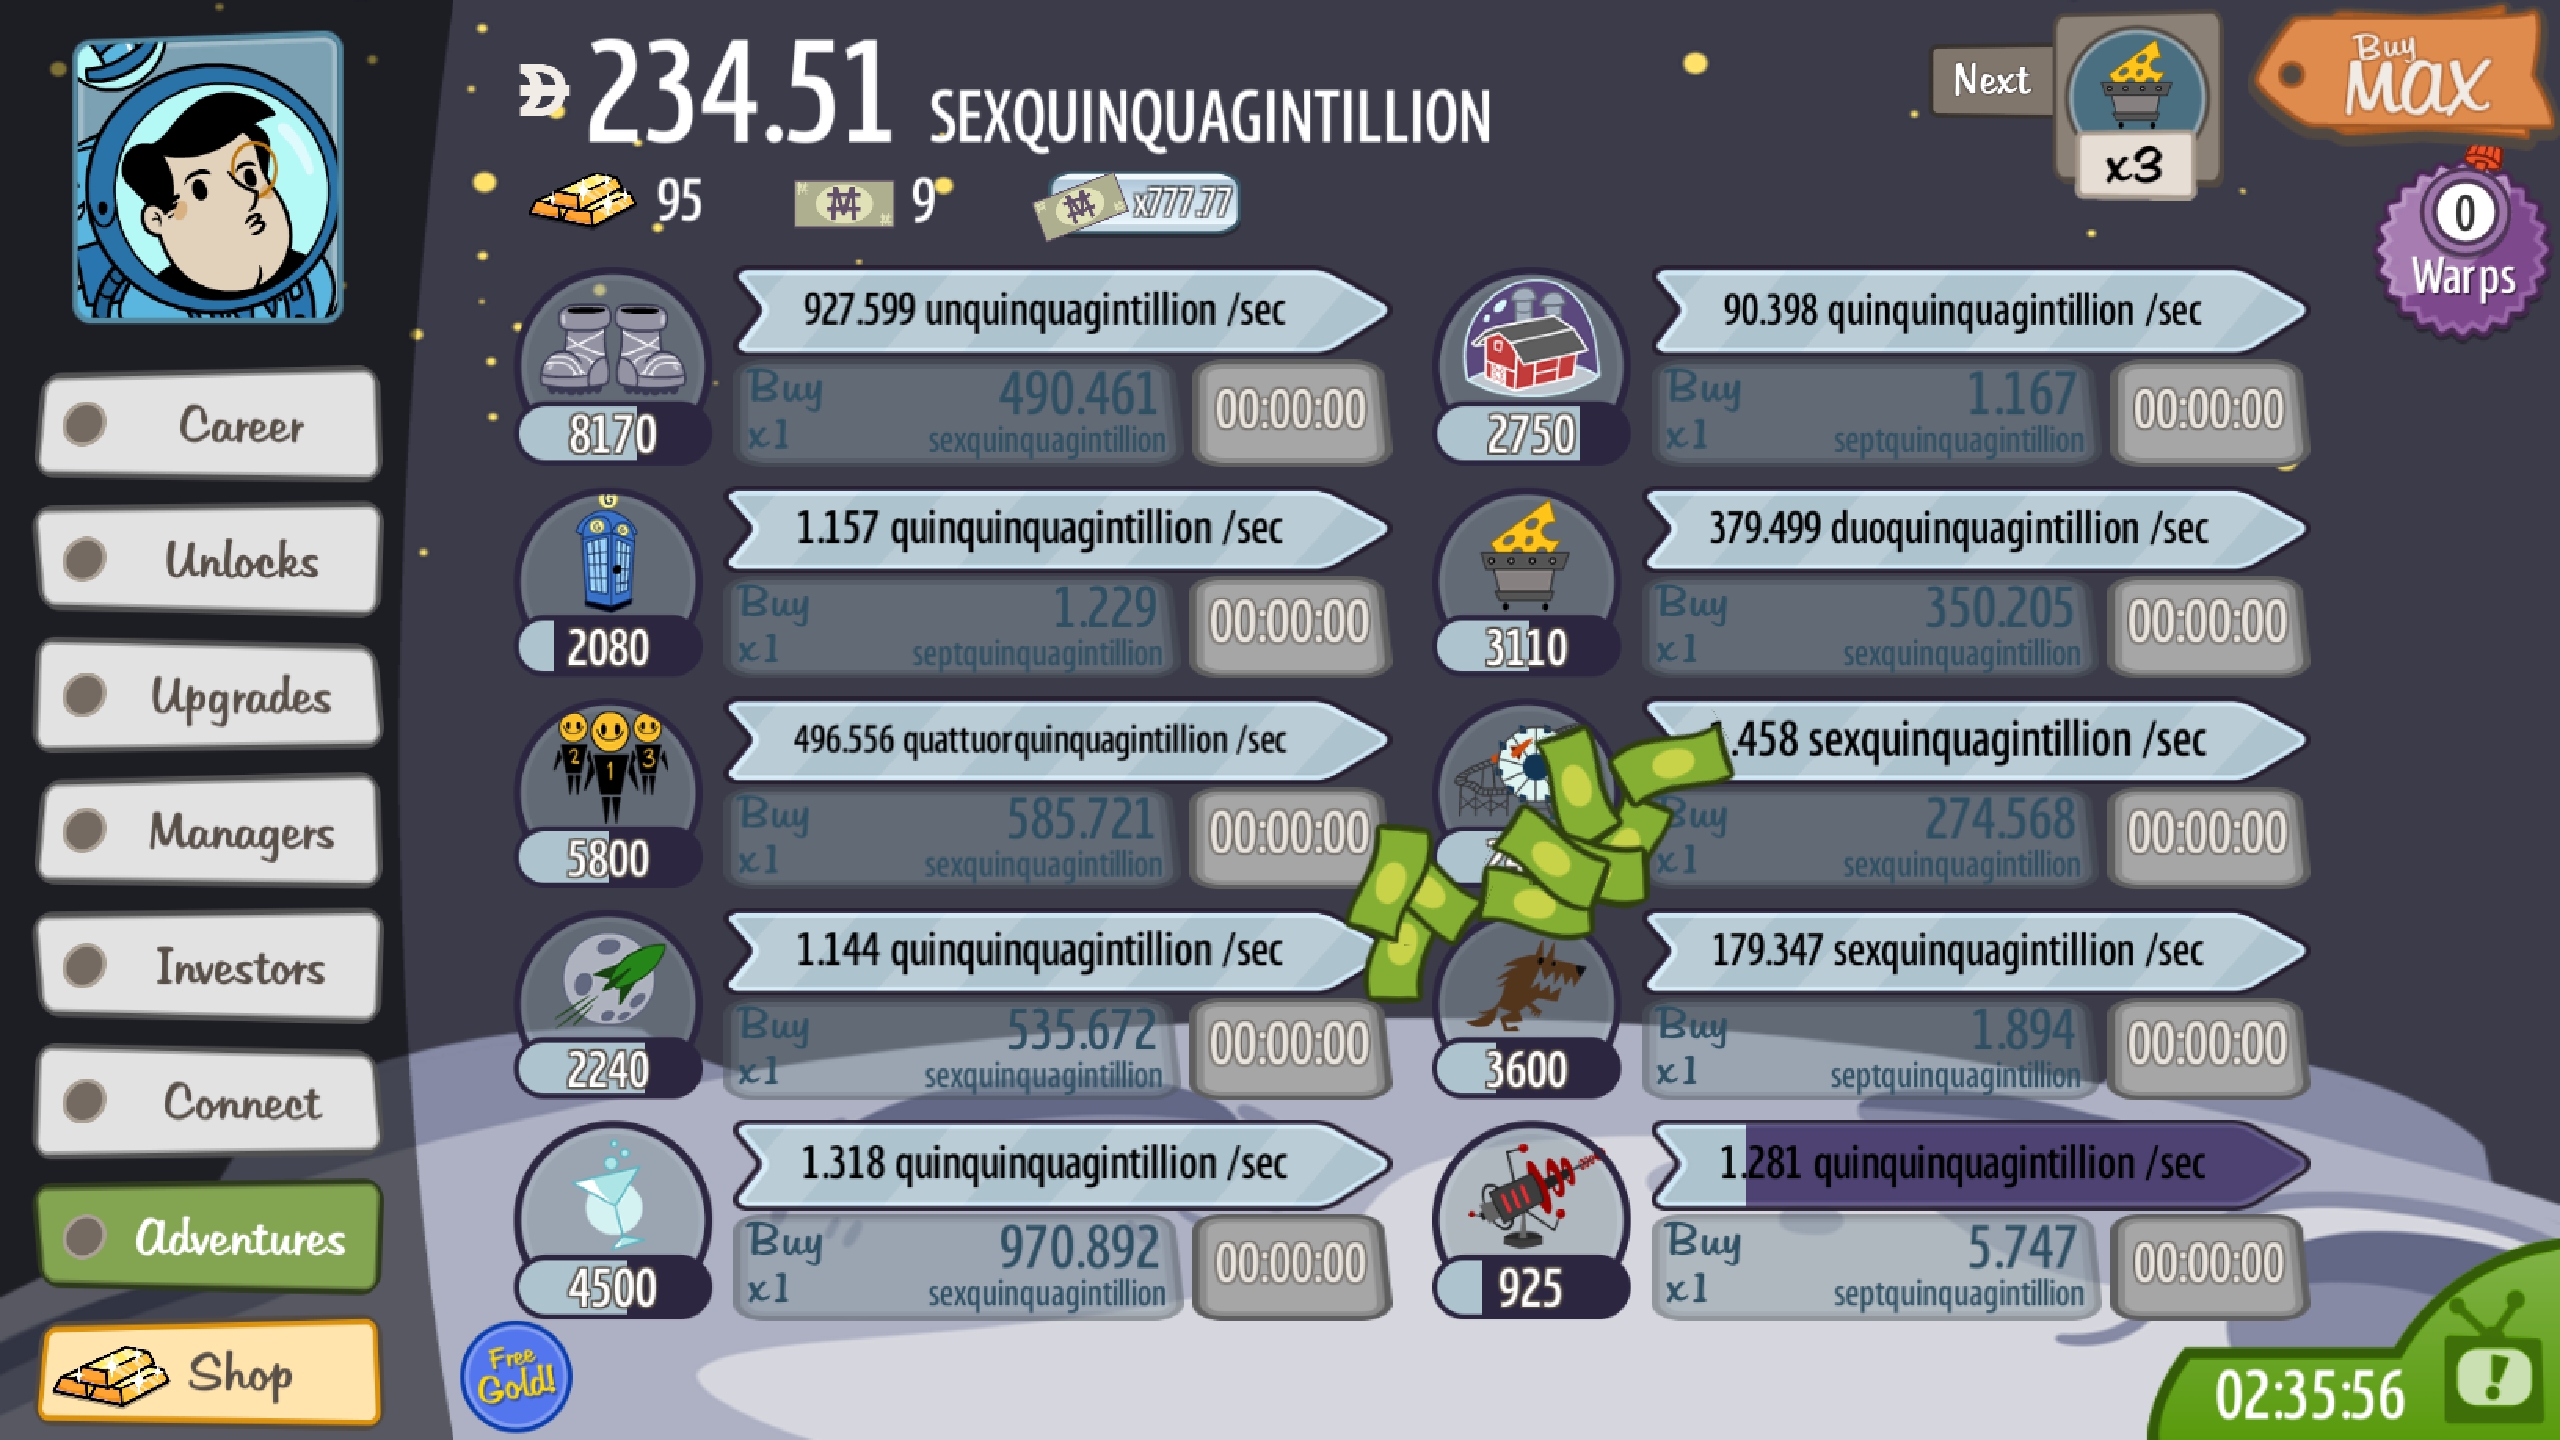 234.51 SEXQUINQUAGINTILLION
Next
x3
Buy
MAX
95
9
x777.77
0
Warps
Career
Unlocks
Upgrades
Managers
Investors
Connect
Adventures
Shop
927.599 unquinquagintillion /sec
8170
Buy
x1
490.461
sexquinquagintillion
00:00:00
90.398 quinquinquagintillion /sec
2750
Buy
x1
1.167
septquinquagintillion
00:00:00
G
1.157 quinquinquagintillion /sec
2080
Buy
x1
1.229
septquinquagintillion
00:00:00
379.499 duoquinquagintillion /sec
3110
Buy
x1
350.205
sexquinquagintillion
00:00:00
2 1 3
496.556 quattuorquinquagintillion /sec
5800
Buy
x1
585.721
sexquinquagintillion
00:00:00
.458 sexquinquagintillion /sec
Buy
x1
274.568
sexquinquagintillion
00:00:00
1.144 quinquinquagintillion /sec
2240
Buy
x1
535.672
sexquinquagintillion
00:00:00
179.347 sexquinquagintillion /sec
3600
Buy
x1
1.894
septquinquagintillion
00:00:00
1.318 quinquinquagintillion /sec
4500
Buy
x1
970.892
sexquinquagintillion
00:00:00
1.281 quinquinquagintillion /sec
925
Buy
x1
5.747
septquinquagintillion
00:00:00
Free
Gold!
02:35:56
!